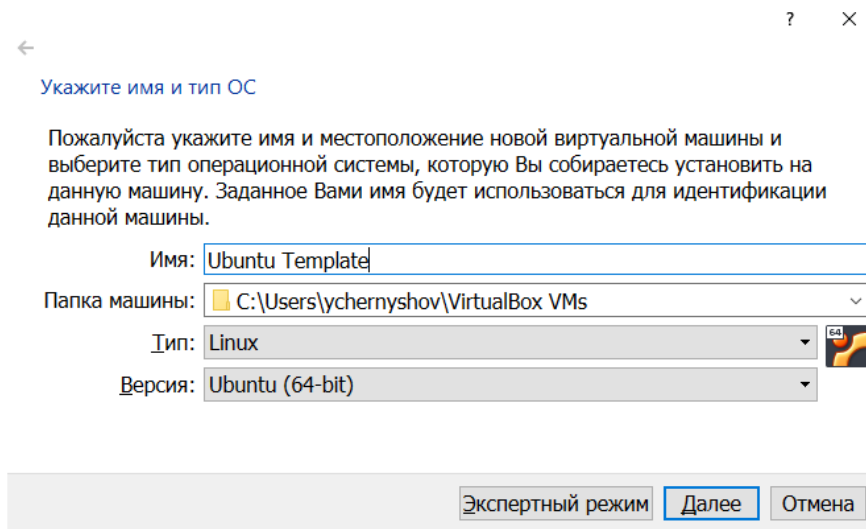 ?
Укажите имя и тип ОС
Пожалуйста укажите имя и местоположение новой виртуальной машины и
выберите тип операционной системы, которую Вы собираетесь установить на
данную машину. Заданное Вами имя будет использоваться для идентификации
данной машины.
Имя: Ubuntu Template
Папка машины: C:\Users\ychernyshov\VirtualBox VMs
Тип: Linux
64
Версия: Ubuntu (64-bit)
Экспертный режим Далее Отмена